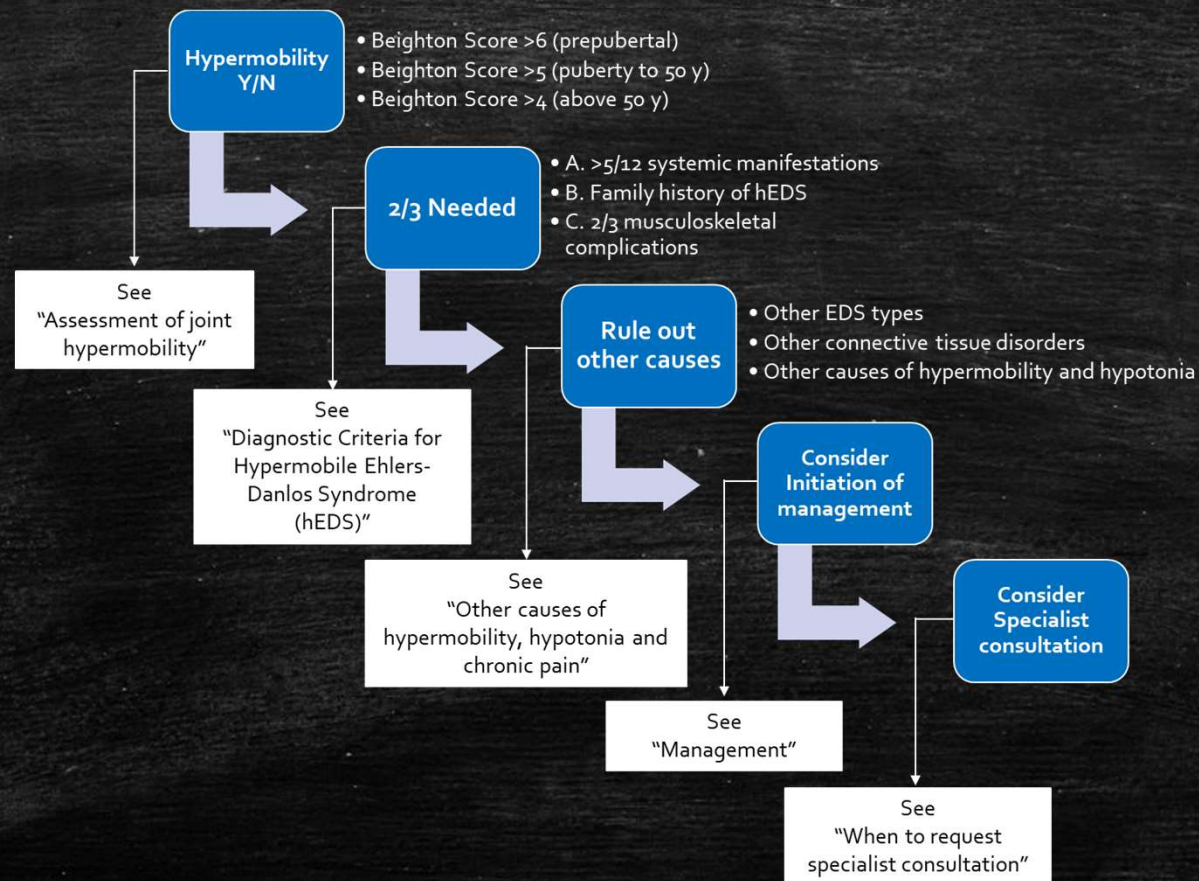 Hypermobility
Y/N
• Beighton Score >6 (prepubertal)
• Beighton Score >5 (puberty to 50 y)
• Beighton Score >4 (above 50 y)
See
“Assessment of joint
hypermobility”
2/3 Needed
• A. >5/12 systemic manifestations
• B. Family history of hEDS
• C. 2/3 musculoskeletal
complications
See
“Diagnostic Criteria for
Hypermobile Ehlers-
Danlos Syndrome
(hEDS)”
Rule out
other causes
• Other EDS types
• Other connective tissue disorders
• Other causes of hypermobility and hypotonia
See
“Other causes of
hypermobility, hypotonia and
chronic pain”
Consider
Initiation of
management
See
“Management”
Consider
Specialist
consultation
See
“When to request
specialist consultation”